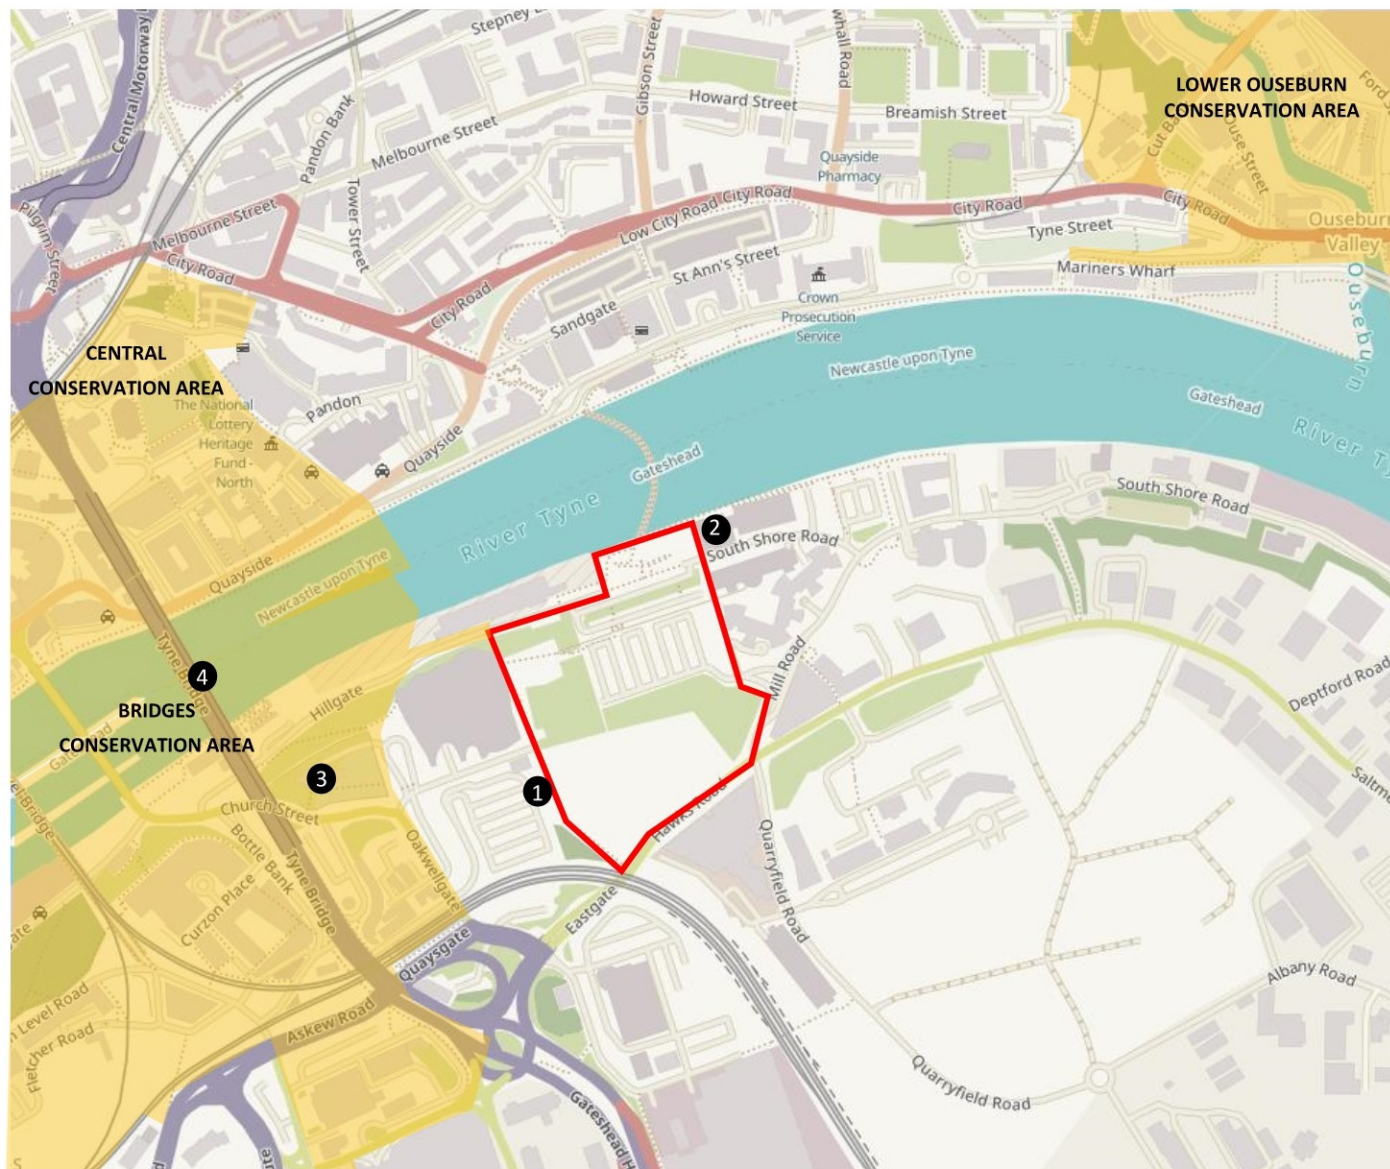 Stepney
Central Motorway
Gibson Street
Howard Street
Breamish Street
LOWER OUSEBURN
CONSERVATION AREA
Pandon Bank
Melbourne Street
Tower Street
Quayside
Pharmacy
Pilgrim Street
Melbourne Street
City Road
Low City Road
City Road
City Road
City Road
Tyne Street
Ouseburn
Valley
St Ann's Street
Mariners Wharf
Ouseburn
City Road
Sandgate
Crown
Prosecution
Service
CENTRAL
CONSERVATION AREA
The National
Lottery
Heritage
Fund -
North
Pandon
Quayside
Newcastle upon Tyne
Gateshead
Gateshead
River Tyne
South Shore Road
2
South Shore Road
Quayside
Newcastle upon Tyne
Tyne Bridge
4
BRIDGES
CONSERVATION AREA
Hillgate
Mill Road
Deptford Road
3
1
Church Street
Hawks Road
Bottle Bank
Oakwellgate
Tyne Bridge
Curzon Place
Quarryfield Road
Eastgate
Quaysgate
Askew Road
Fletcher Road
Albany Road
Quarryfield Road
Gateshead